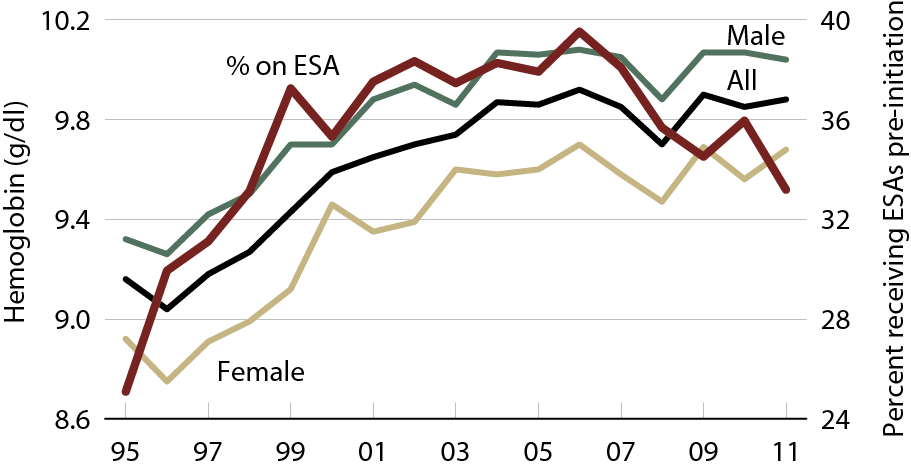 Hemoglobin (g/dl)
10.2
9.8
9.4
9.0
8.6
% on ESA
Male
All
Female
40
36
32
28
24
Percent receiving ESAs pre-initiation
95 97 99 01 03 05 07 09 11